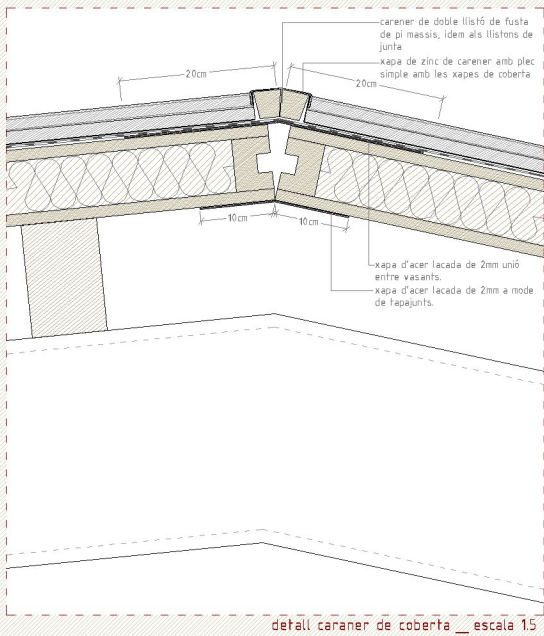 carener de doble llistó de fusta
de pi massis, idem als llistons de
junta
xapa de zinc de carener amb plec
simple amb les xapes de coberta
20cm
20cm
10cm
10cm
xapa d'acer lacada de 2mm unió
entre vasants.
xapa d'acer lacada de 2mm a mode
de tapajunts.
detall caraner de coberta _ escala 1.5